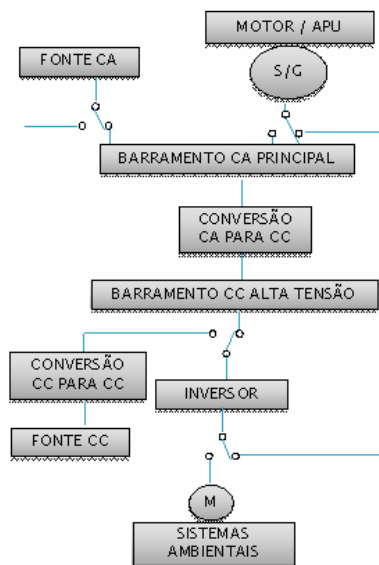 MOTOR / APU
FONTE CA
S/G
BARRAMENTO CA PRINCIPAL
CONVERSÃO
CA PARA CC
BARRAMENTO CC ALTA TENSÃO
CONVERSÃO
CC PARA CC
INVERSOR
FONTE CC
M
SISTEMAS
AMBIENTAIS